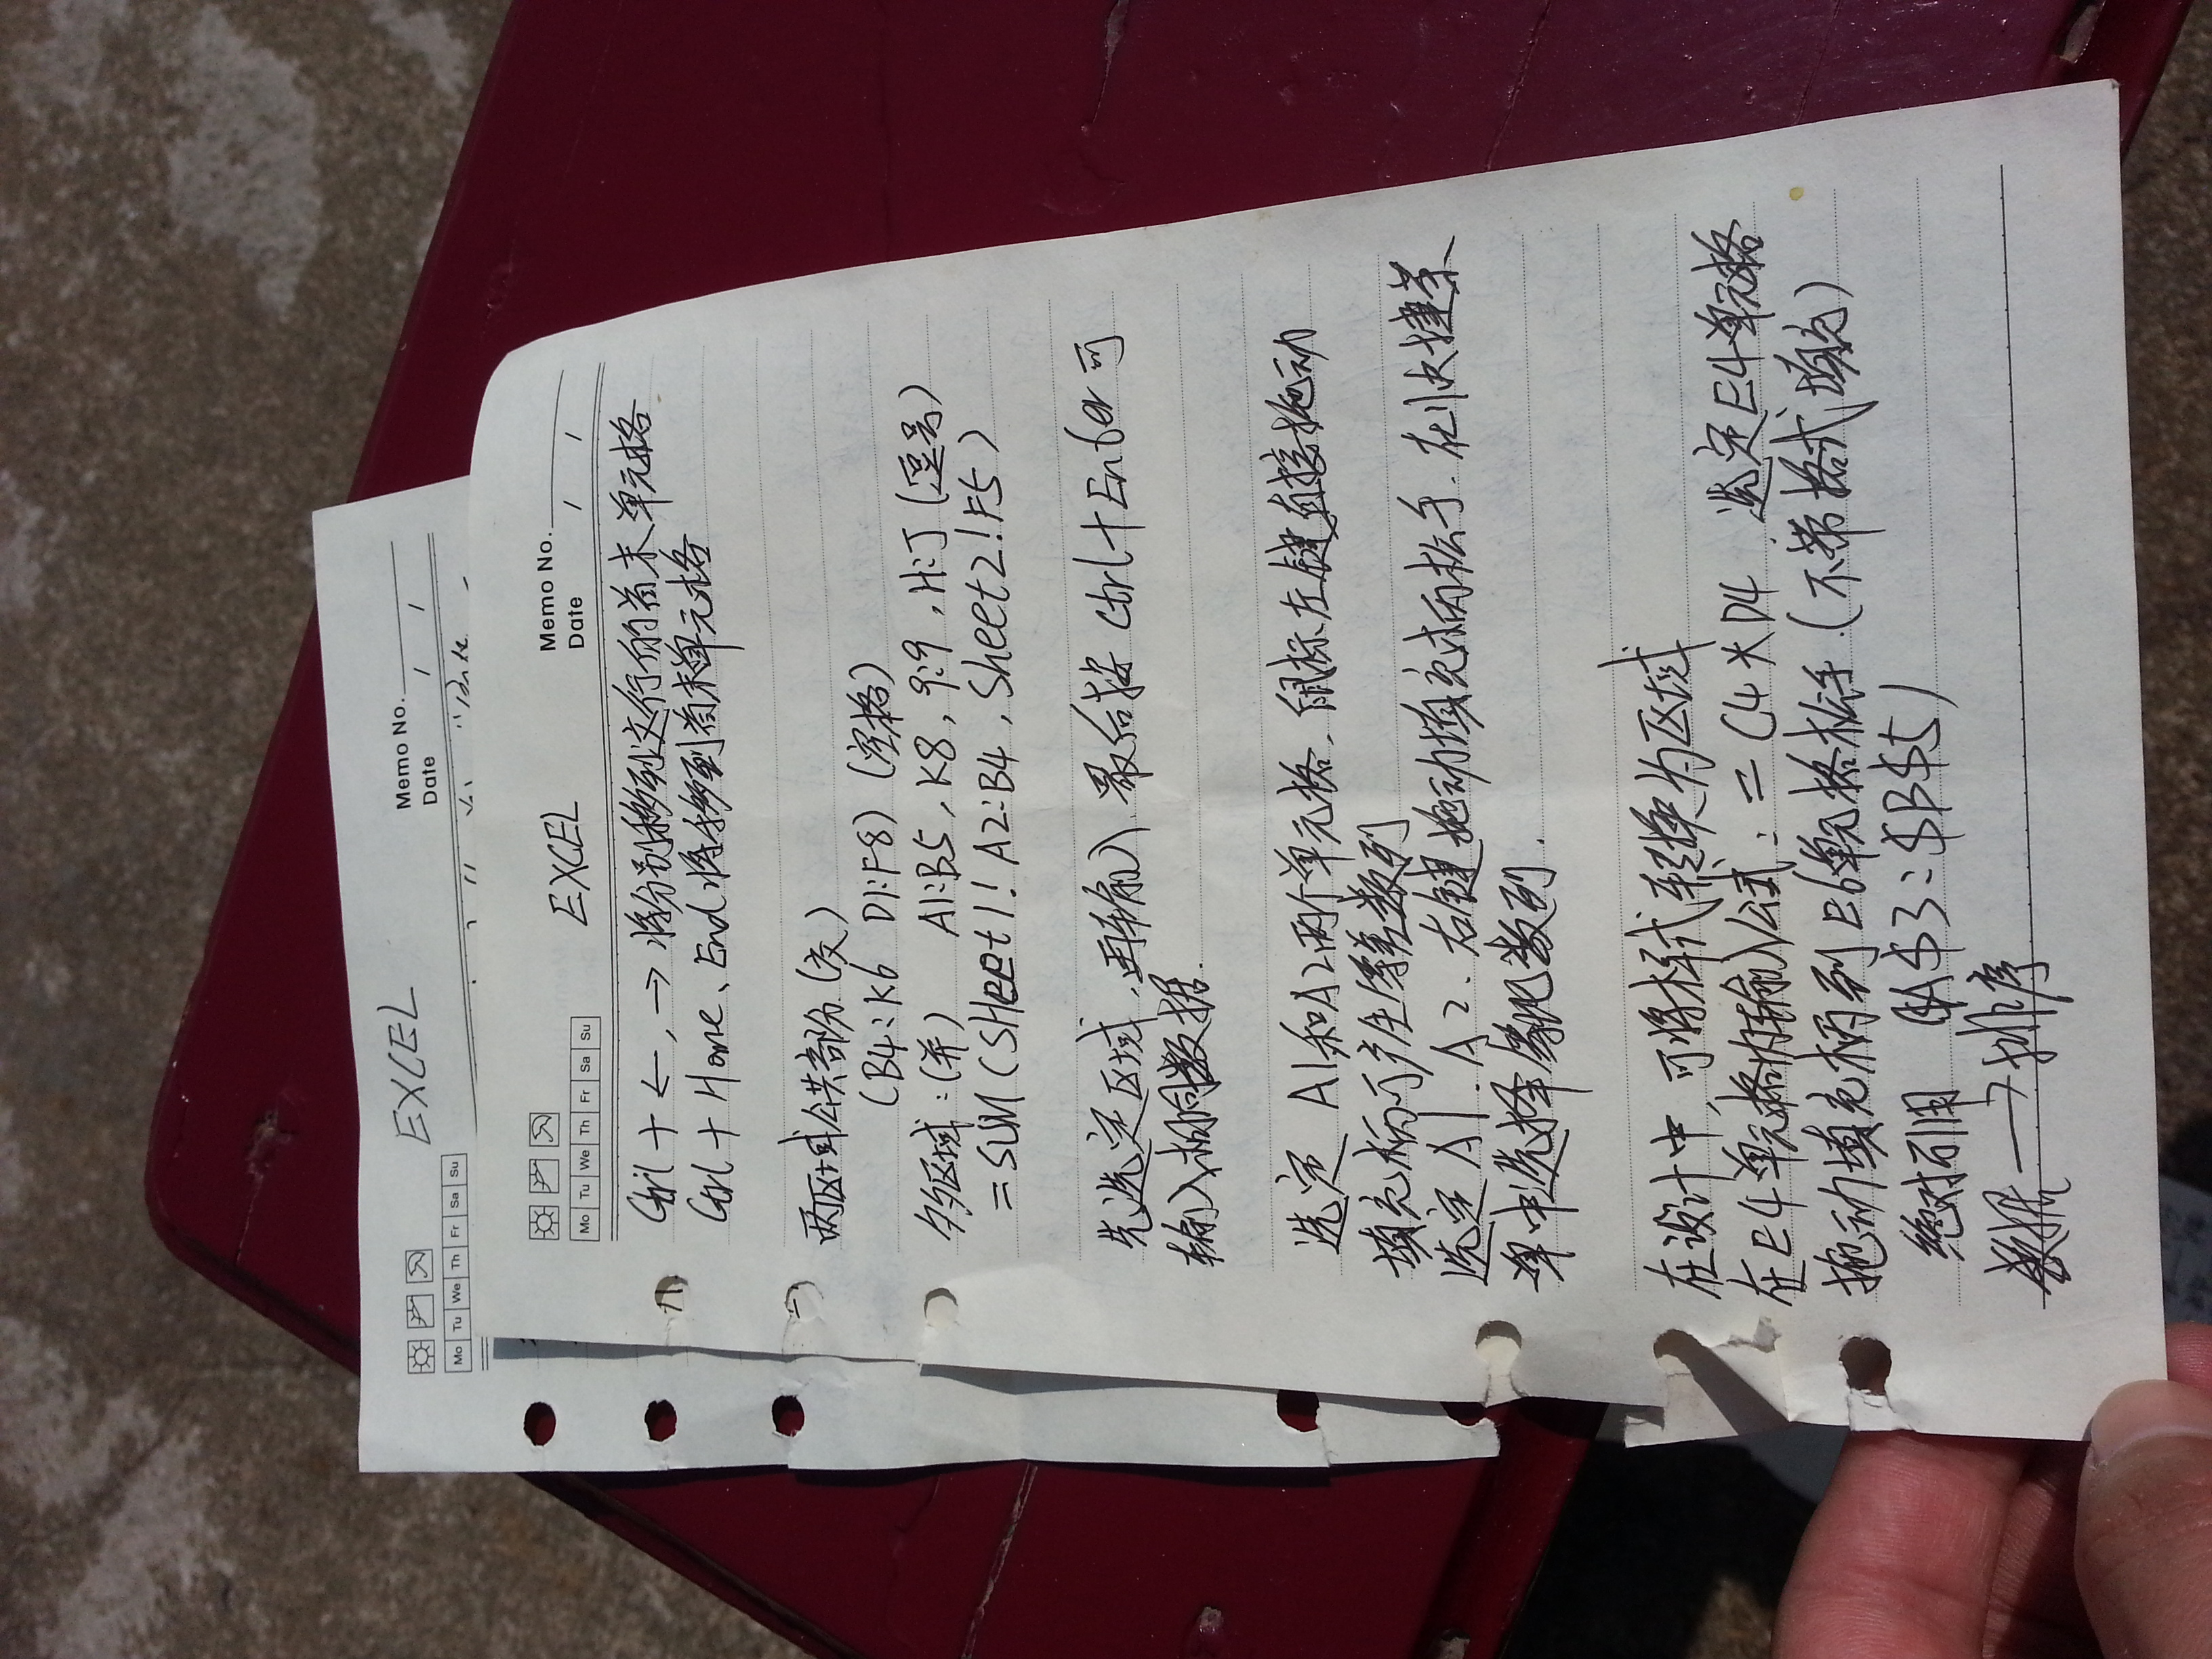 EXCEL
Memo No.
Date / /
Mo Tu We Th Fr Sa Su
EXCEL
Memo No.
Date / /
Mo Tu We Th Fr Sa Su
Ctrl + ←, → 将分别移到文行的首末单元格
Ctrl + Home、End 将移到首末单元格
两区域公共部分(交)
(B4:K6 D1:F8) (空格)
多区域:(并) A1:B5, K8, 9:9, H:J (逗号)
=SUM(SHeet1! A2:B4, Sheet2!F5)
先选定区域,再输入,最后按 Ctrl+Enter可
输入相同数据.
选定 A1和A2两个单元格,鼠标左键直接拖动
填充柄可产生等差数列
选定 A1、A2、右键拖动填充柄松手.在快捷菜
单中选择等比数列.
在设计中,可将样式转换为区域
在E4单元格内输入公式:=C4*D4,选定E4单元格
拖动填充柄到E6单元格松手(不带格式填充)
绝对引用 ($A$3:$B$5)
数据→排序